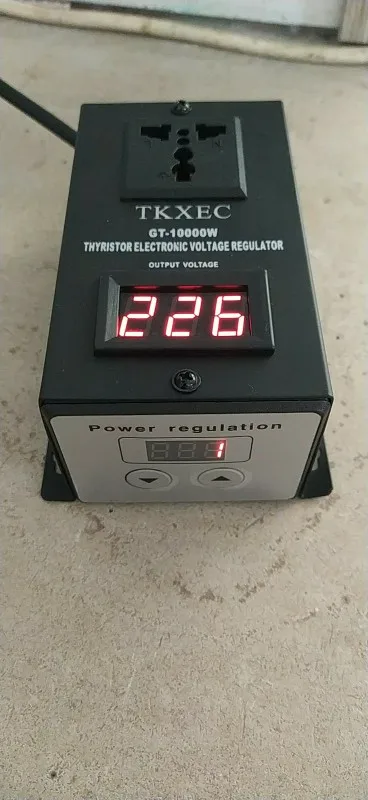 TKXEC
GT-10000W
THYRISTOR ELECTRONIC VOLTAGE REGULATOR
OUTPUT VOLTAGE
226
Power regulation
1